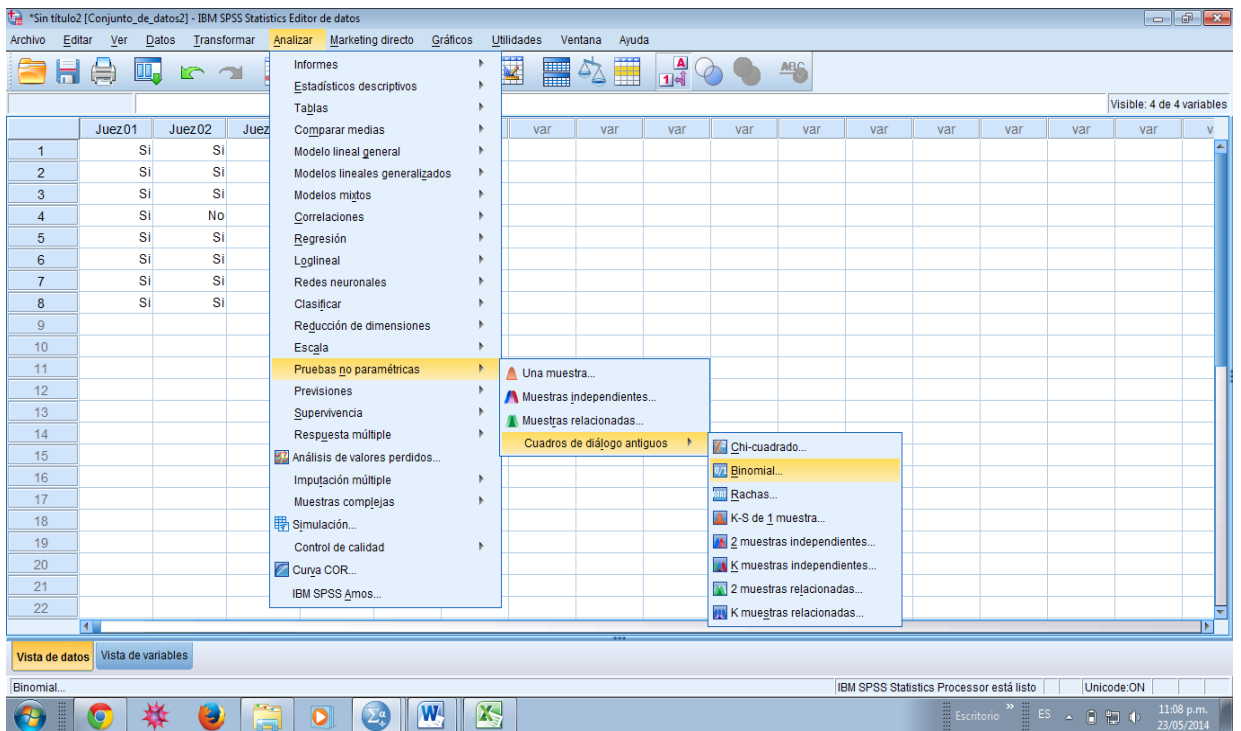 *Sin título2 [Conjunto_de_datos2] - IBM SPSS Statistics Editor de datos
Archivo Editar Ver Datos Transformar Analizar Marketing directo Gráficos Utilidades Ventana Ayuda
Visible: 4 de 4 variables
Juez01 Juez02 Juez var var var var var var var var var var
1 Si Si
2 Si Si
3 Si Si
4 Si No
5 Si Si
6 Si Si
7 Si Si
8 Si Si
9
10
11
12
13
14
15
16
17
18
19
20
21
22
Informes
Estadísticos descriptivos
Tablas
Comparar medias
Modelo lineal general
Modelos lineales generalizados
Modelos mixtos
Correlaciones
Regresión
Loglineal
Redes neuronales
Clasificar
Reducción de dimensiones
Escala
Pruebas no paramétricas
Previsiones
Supervivencia
Respuesta múltiple
Análisis de valores perdidos...
Imputación múltiple
Muestras complejas
Simulación...
Control de calidad
Curva COR...
IBM SPSS Amos...
Una muestra...
Muestras independientes...
Muestras relacionadas...
Cuadros de diálogo antiguos
Chi-cuadrado...
Binomial...
Rachas...
K-S de 1 muestra...
2 muestras independientes...
K muestras independientes...
2 muestras relacionadas...
K muestras relacionadas...
Vista de datos Vista de variables
Binomial... IBM SPSS Statistics Processor está listo Unicode:ON
Escritorio » ES 11:08 p.m.
23/05/2014